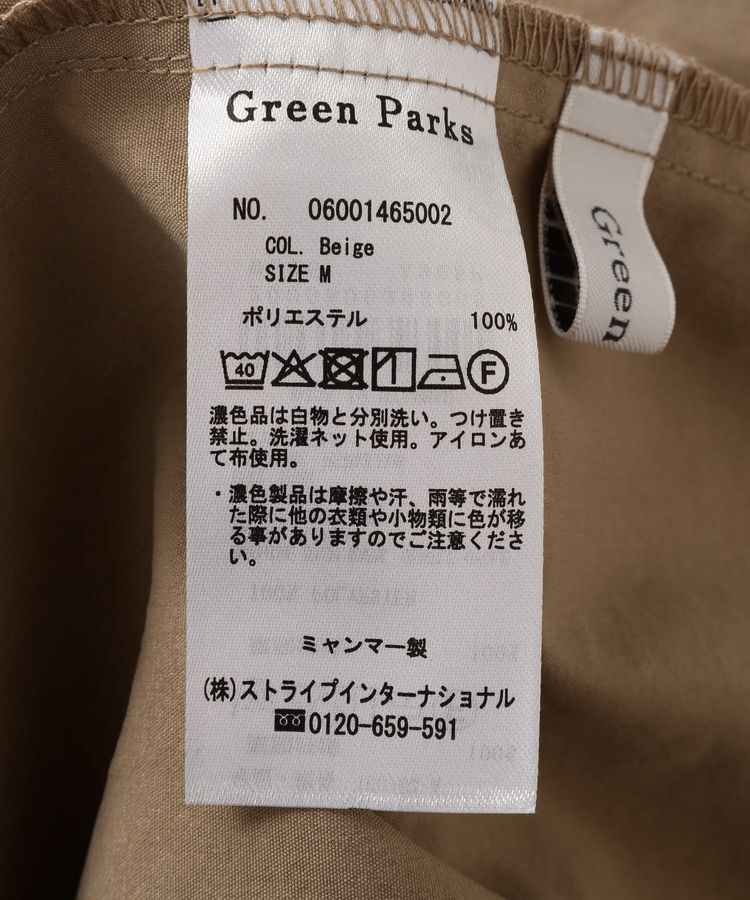 Green Parks
NO. 06001465002
COL. Beige
SIZE M
ポリエステル 100%
40 F
濃色品は白物と分別洗い。つけ置き
禁止。洗濯ネット使用。アイロンあ
て布使用。
・濃色製品は摩擦や汗、雨等で濡れ
た際に他の衣類や小物類に色が移
る事がありますのでご注意くださ
い。
ミャンマー製
(株)ストライプインターナショナル
0120-659-591
Green